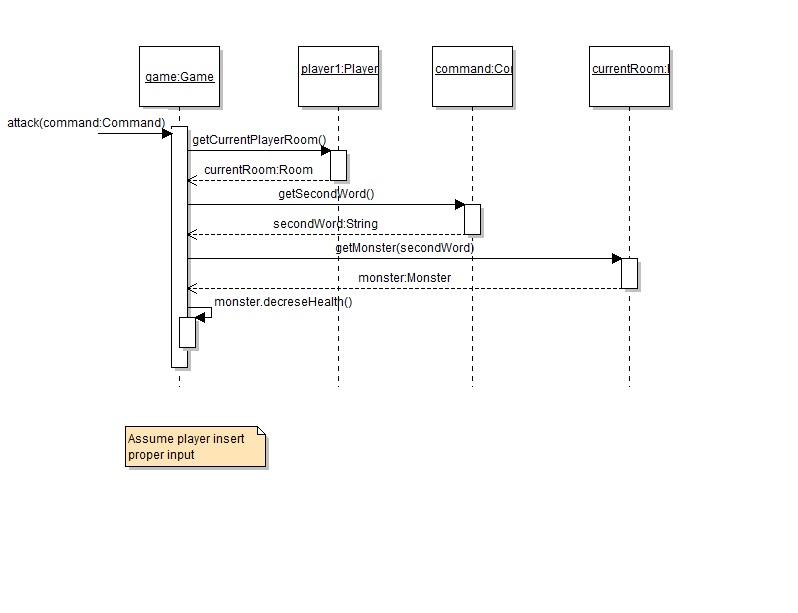 game:Game
player1:Player
command:Co
currentRoom:
attack(command:Command)
getCurrentPlayerRoom()
currentRoom:Room
getSecondWord()
secondWord:String
getMonster(secondWord)
monster:Monster
monster.decreseHealth()
Assume player insert
proper input